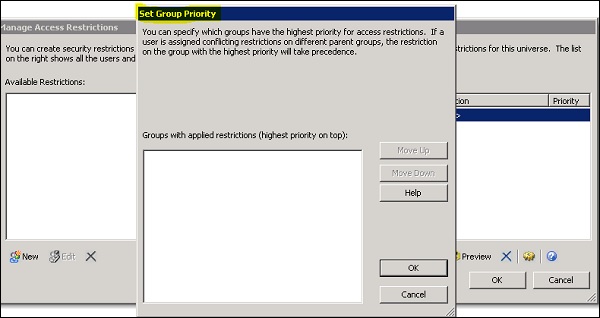 Manage Access Restrictions
Set Group Priority
You can create security restrictions
You can specify which groups have the highest priority for access restrictions. If a
user is assigned conflicting restrictions on different parent groups, the restriction
on the group with the highest priority will take precedence.
strictions for this universe. The list
on the right shows all the users and
Available Restrictions:
tion
Priority
Groups with applied restrictions (highest priority on top):
Move Up
Move Down
Help
New
Edit
Preview
OK
Cancel
OK
Cancel